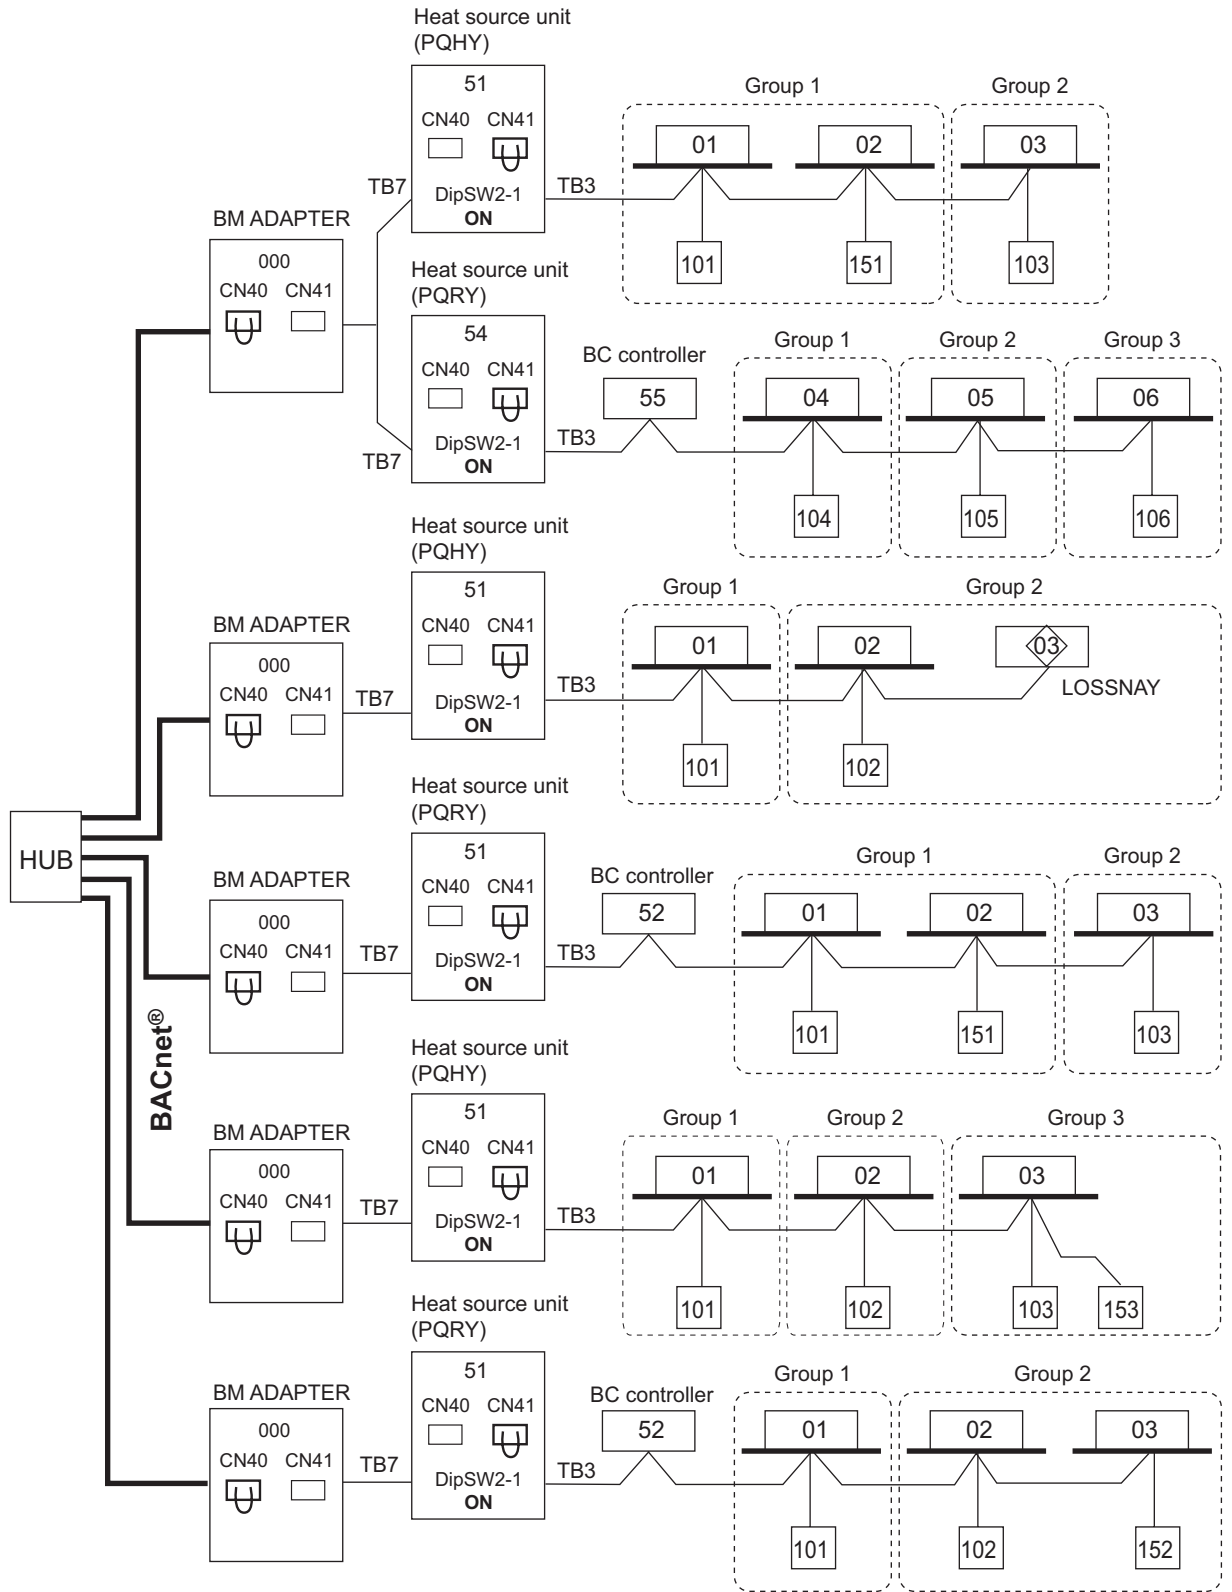 Heat source unit
(PQHY)
51
CN40 CN41
DipSW2-1
ON
TB7
TB3
Group 1
01
02
101
151
Group 2
03
103
BM ADAPTER
000
CN40 CN41
Heat source unit
(PQRY)
54
CN40 CN41
DipSW2-1
ON
TB7
TB3
BC controller
55
Group 1
04
104
Group 2
05
105
Group 3
06
106
Heat source unit
(PQHY)
51
CN40 CN41
DipSW2-1
ON
BM ADAPTER
000
CN40 CN41
TB7
TB3
Group 1
01
101
Group 2
02
03
LOSSNAY
102
HUB
BACnet®
Heat source unit
(PQRY)
51
CN40 CN41
DipSW2-1
ON
BM ADAPTER
000
CN40 CN41
TB7
TB3
BC controller
52
Group 1
01
02
101
151
Group 2
03
103
Heat source unit
(PQHY)
51
CN40 CN41
DipSW2-1
ON
BM ADAPTER
000
CN40 CN41
TB7
TB3
Group 1
01
101
Group 2
02
102
Group 3
03
103
153
Heat source unit
(PQRY)
51
CN40 CN41
DipSW2-1
ON
BM ADAPTER
000
CN40 CN41
TB7
TB3
BC controller
52
Group 1
01
101
Group 2
02
03
102
152